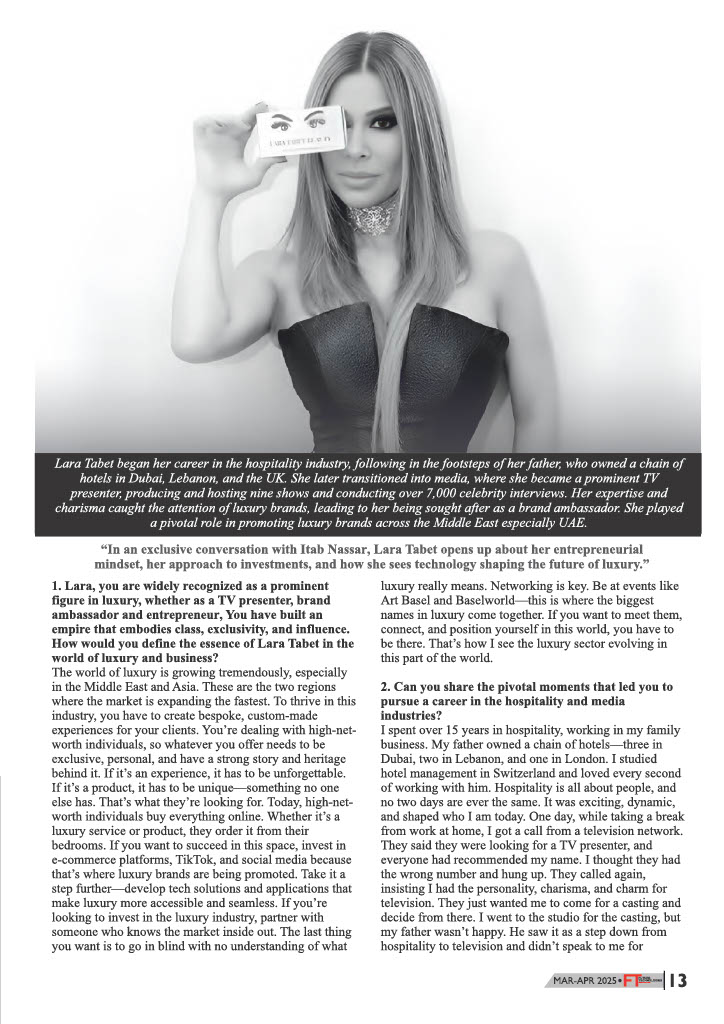 LARA TABET BEAUTY
Lara Tabet began her career in the hospitality industry, following in the footsteps of her father, who owned a chain of
hotels in Dubai, Lebanon, and the UK. She later transitioned into media, where she became a prominent TV
presenter, producing and hosting nine shows and conducting over 7,000 celebrity interviews. Her expertise and
charisma caught the attention of luxury brands, leading to her being sought after as a brand ambassador. She played
a pivotal role in promoting luxury brands across the Middle East especially UAE.
“In an exclusive conversation with Itab Nassar, Lara Tabet opens up about her entrepreneurial
mindset, her approach to investments, and how she sees technology shaping the future of luxury.”
1. Lara, you are widely recognized as a prominent
figure in luxury, whether as a TV presenter, brand
ambassador and entrepreneur, You have built an
empire that embodies class, exclusivity, and influence.
How would you define the essence of Lara Tabet in the
world of luxury and business?
The world of luxury is growing tremendously, especially
in the Middle East and Asia. These are the two regions
where the market is expanding the fastest. To thrive in this
industry, you have to create bespoke, custom-made
experiences for your clients. You’re dealing with high-net-
worth individuals, so whatever you offer needs to be
exclusive, personal, and have a strong story and heritage
behind it. If it’s an experience, it has to be unforgettable.
If it’s a product, it has to be unique—something no one
else has. That’s what they’re looking for. Today, high-net-
worth individuals buy everything online. Whether it’s a
luxury service or product, they order it from their
bedrooms. If you want to succeed in this space, invest in
e-commerce platforms, TikTok, and social media because
that’s where luxury brands are being promoted. Take it a
step further—develop tech solutions and applications that
make luxury more accessible and seamless. If you’re
looking to invest in the luxury industry, partner with
someone who knows the market inside out. The last thing
you want is to go in blind with no understanding of what
luxury really means. Networking is key. Be at events like
Art Basel and Baselworld—this is where the biggest
names in luxury come together. If you want to meet them,
connect, and position yourself in this world, you have to
be there. That’s how I see the luxury sector evolving in
this part of the world.
2. Can you share the pivotal moments that led you to
pursue a career in the hospitality and media
industries?
I spent over 15 years in hospitality, working in my family
business. My father owned a chain of hotels—three in
Dubai, two in Lebanon, and one in London. I studied
hotel management in Switzerland and loved every second
of working with him. Hospitality is all about people, and
no two days are ever the same. It was exciting, dynamic,
and shaped who I am today. One day, while taking a break
from work at home, I got a call from a television network.
They said they were looking for a TV presenter, and
everyone had recommended my name. I thought they had
the wrong number and hung up. They called again,
insisting I had the personality, charisma, and charm for
television. They just wanted me to come for a casting and
decide from there. I went to the studio for the casting, but
my father wasn’t happy. He saw it as a step down from
hospitality to television and didn’t speak to me for
MAR-APR 2025• FT 13